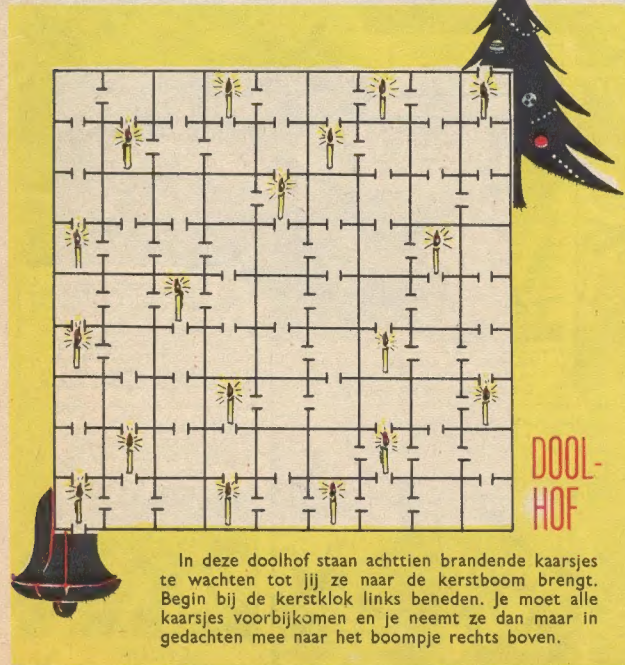 DOOL-
HOF
In deze doolhof staan achttien brandende kaarsjes
te wachten tot jij ze naar de kerstboom brengt.
Begin bij de kerstklok links beneden. Je moet alle
kaarsjes voorbijkomen en je neemt ze dan maar in
gedachten mee naar het boompje rechts boven.